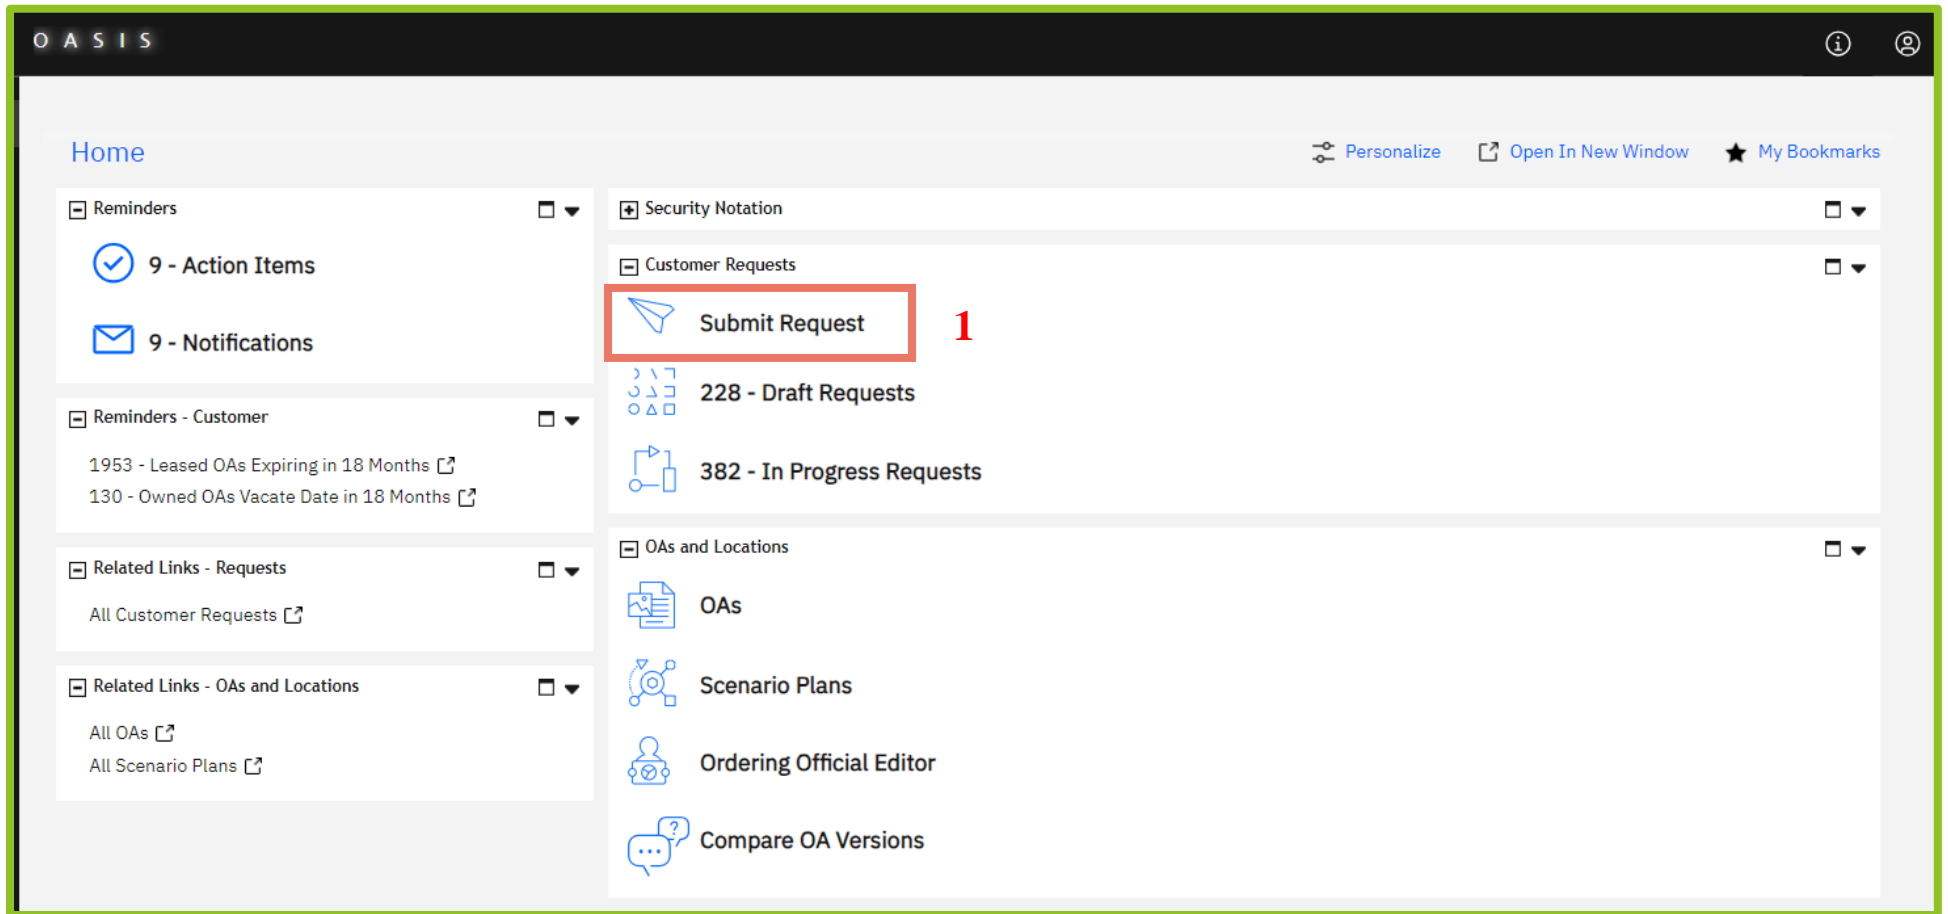 OASIS
Home
Personalize
Open In New Window
My Bookmarks
Reminders
9 - Action Items
9 - Notifications
Reminders - Customer
1953 - Leased OAs Expiring in 18 Months
130 - Owned OAs Vacate Date in 18 Months
Related Links - Requests
All Customer Requests
Related Links - OAs and Locations
All OAs
All Scenario Plans
Security Notation
Customer Requests
Submit Request
1
228 - Draft Requests
382 - In Progress Requests
OAs and Locations
OAs
Scenario Plans
Ordering Official Editor
Compare OA Versions